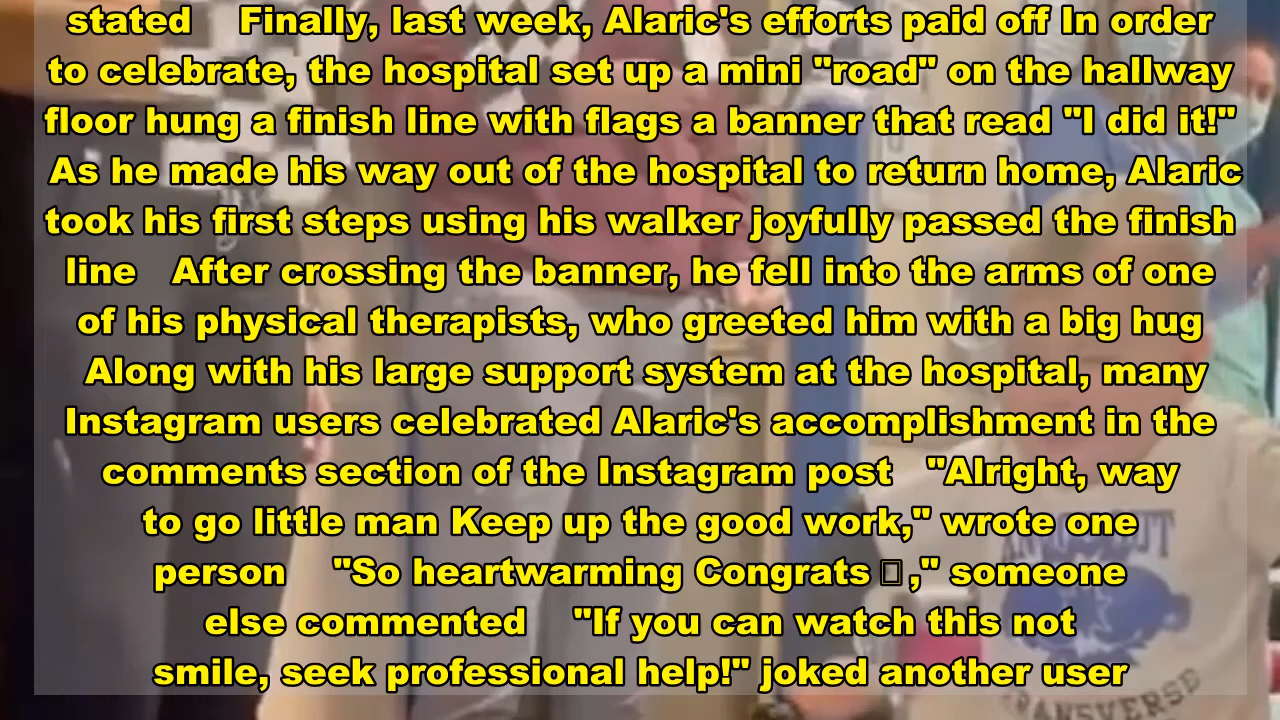 stated Finally, last week, Alaric's efforts paid off In order
to celebrate, the hospital set up a mini "road" on the hallway
floor hung a finish line with flags a banner that read "I did it!"
As he made his way out of the hospital to return home, Alaric
took his first steps using his walker joyfully passed the finish
line After crossing the banner, he fell into the arms of one
of his physical therapists, who greeted him with a big hug
Along with his large support system at the hospital, many
Instagram users celebrated Alaric's accomplishment in the
comments section of the Instagram post "Alright, way
to go little man Keep up the good work," wrote one
person "So heartwarming Congrats □," someone
else commented "If you can watch this not
smile, seek professional help!" joked another user